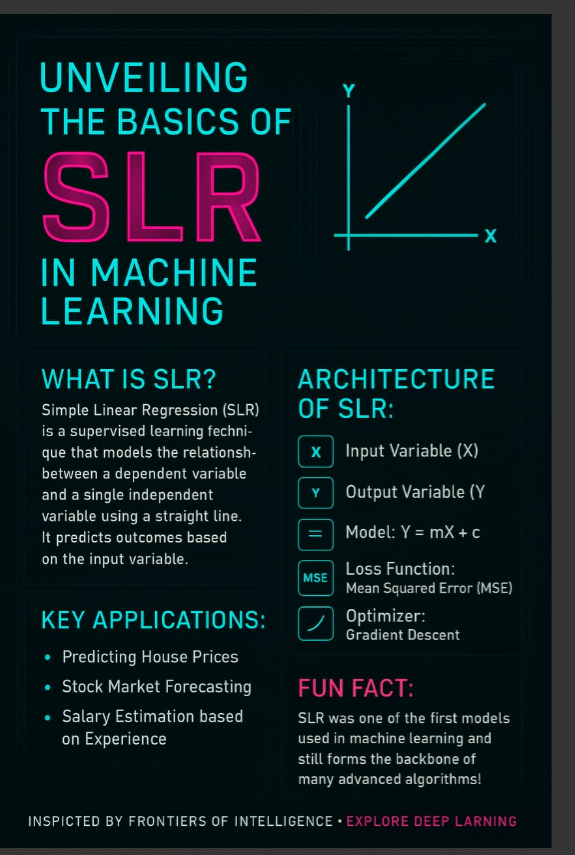 UNVEILING
THE BASICS OF
SLR
IN MACHINE
LEARNING
Y
X
WHAT IS SLR?
Simple Linear Regression (SLR)
is a supervised learning fechni-
que that models the relationsh-
between a dependent variable
and a single independent
variable using a straight line.
It predicts outcomes based
on the input variable.
KEY APPLICATIONS:
• Predicting House Prices
• Stock Market Forecasting
• Salary Estimation based
on Experience
ARCHITECTURE
OF SLR:
X Input Variable (X)
Y Output Variable (Y
= Model: Y = mX + c
MSE Loss Function:
Mean Squared Error (MSE)
Optimizer:
Gradient Descent
FUN FACT:
SLR was one of the first models
used in machine learning and
still forms the backbone of
many advanced algorithms!
INSPICTED BY FRONTIERS OF INTELLIGENCE • EXPLORE DEEP LARNING